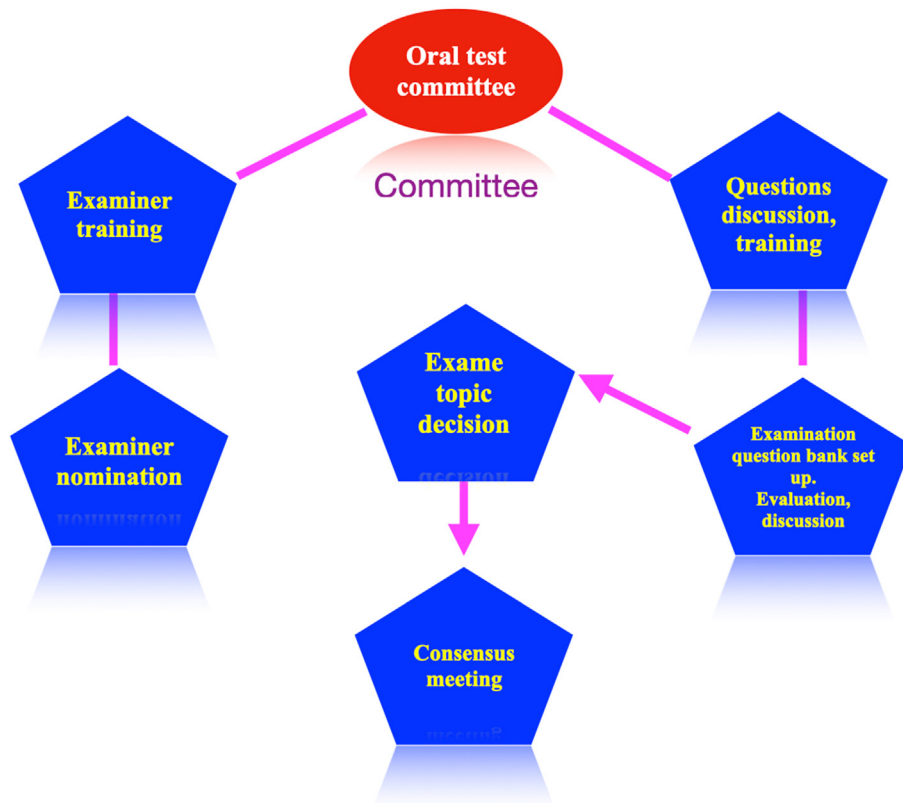 Oral test
committee
Committee
Examiner
training
Questions
discussion,
training
Exame
topic
decision
Examiner
nomination
Examination
question bank set
up.
Evaluation,
discussion
Consensus
meeting